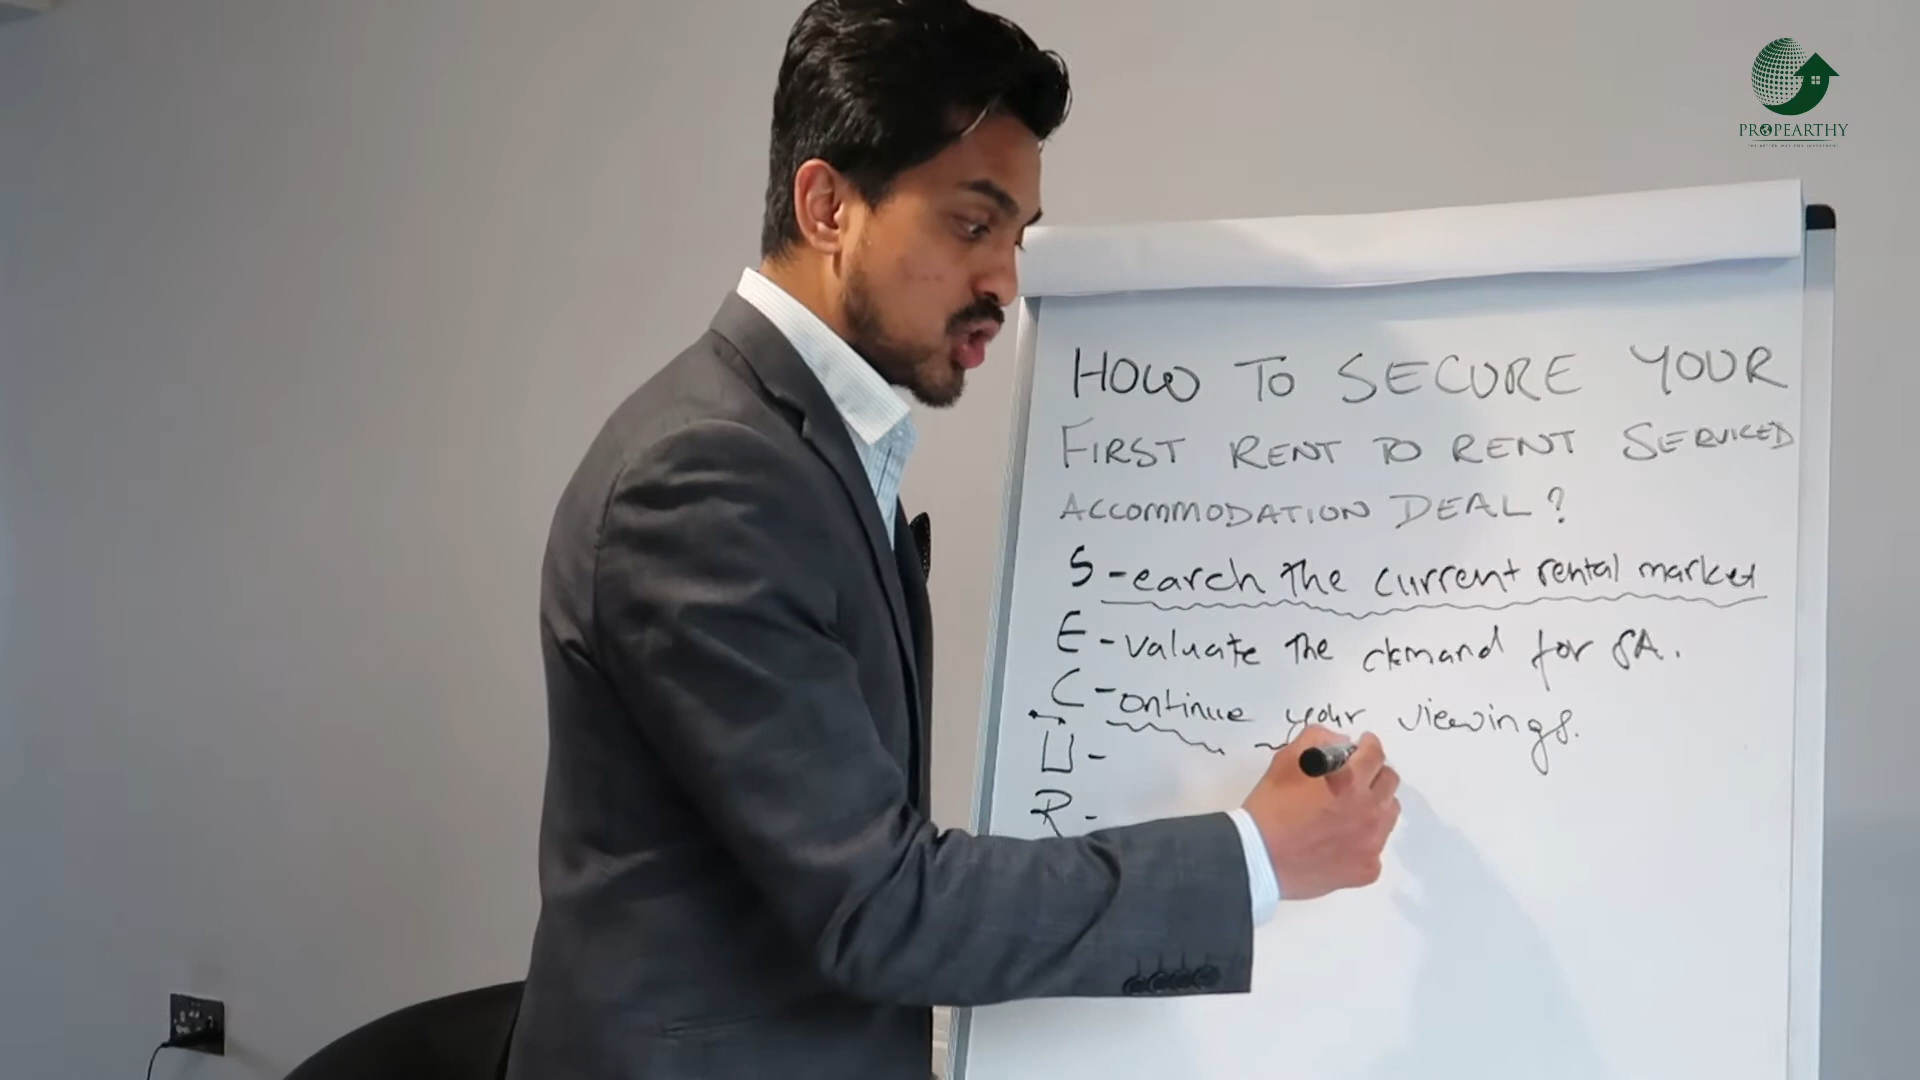 PROPEARTHY
HOW TO SECURE YOUR
FIRST RENT TO RENT SERVICED
ACCOMMODATION DEAL?
S-earch the current rental market
E-valuate the demand for SA.
C-ontinue your viewings.
U-
R-